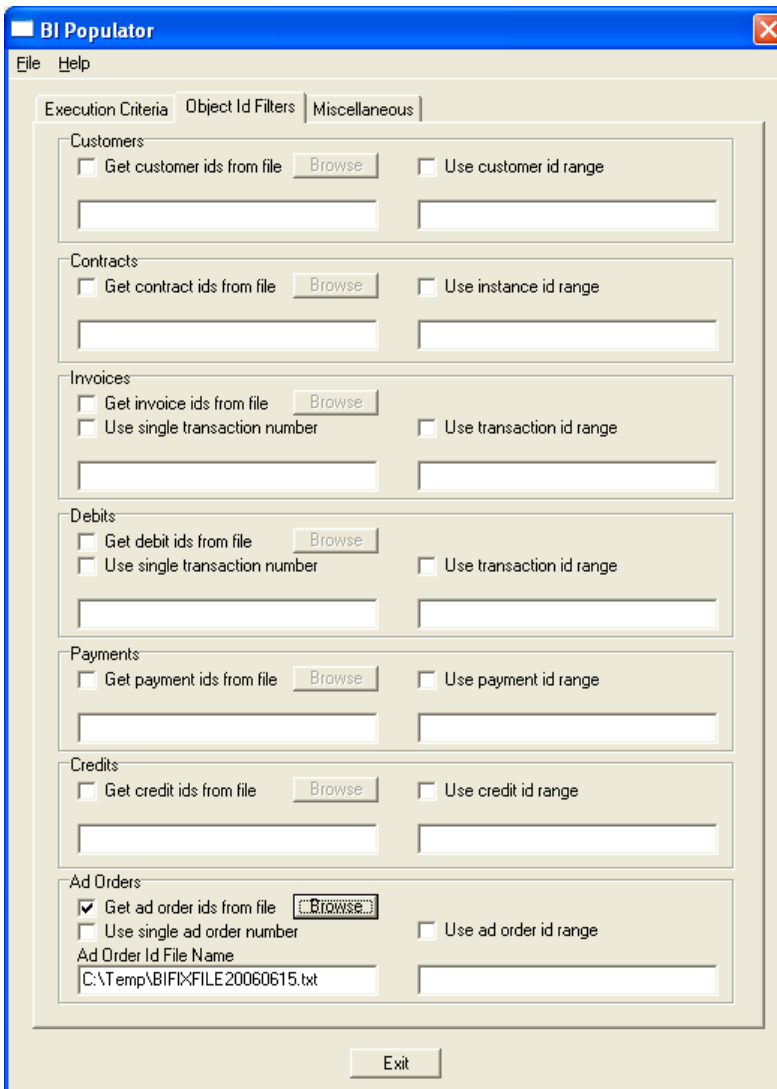 BI Populator
File Help
Execution Criteria Object Id Filters Miscellaneous
Customers
Get customer ids from file Browse Use customer id range
Contracts
Get contract ids from file Browse Use instance id range
Invoices
Get invoice ids from file Browse
Use single transaction number Use transaction id range
Debits
Get debit ids from file Browse
Use single transaction number Use transaction id range
Payments
Get payment ids from file Browse Use payment id range
Credits
Get credit ids from file Browse Use credit id range
Ad Orders
Get ad order ids from file Browse
Use single ad order number Use ad order id range
Ad Order Id File Name
C:\Temp\BIFIXFILE20060615.txt
Exit